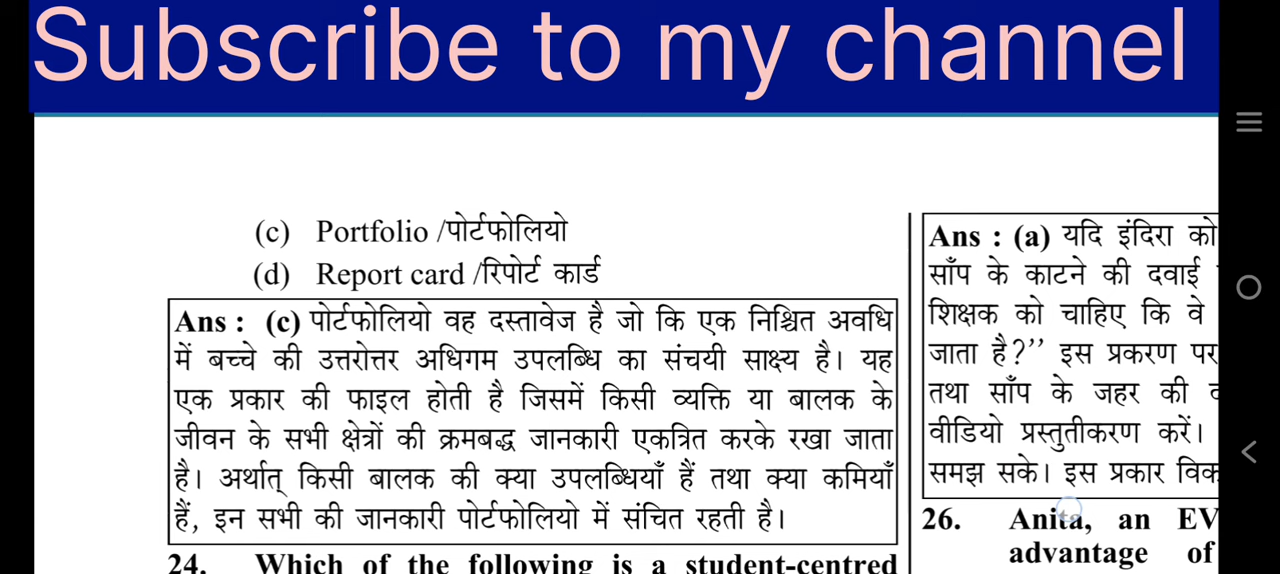 Subscribe to my channel
(c) Portfolio /पोर्टफोलियो
(d) Report card /रिपोर्ट कार्ड
Ans : (c) पोर्टफोलियो वह दस्तावेज है जो कि एक निश्चित अवधि
में बच्चे की उत्तरोत्तर अधिगम उपलब्धि का संचयी साक्ष्य है। यह
एक प्रकार की फाइल होती है जिसमें किसी व्यक्ति या बालक के
जीवन के सभी क्षेत्रों की क्रमबद्ध जानकारी एकत्रित करके रखा जाता
है। अर्थात् किसी बालक की क्या उपलब्धियाँ हैं तथा क्या कमियाँ
हैं, इन सभी की जानकारी पोर्टफोलियो में संचित रहती है।
24. Which of the following is a student-centred
Ans : (a) यदि इंदिरा को
साँप के काटने की दवाई
शिक्षक को चाहिए कि वे
जाता है?’’ इस प्रकरण पर
तथा साँप के जहर की
वीडियो प्रस्तुतीकरण करें।
समझ सके। इस प्रकार
26. Anita, an
advantage of